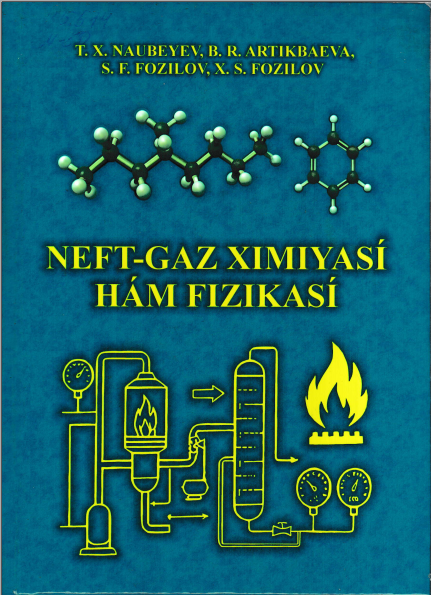 T. X. NAUBEYEV, B. R. ARTIKBAEVA,
S. F. FOZILOV, X. S. FOZILOV
NEFT-GAZ XIMIYASÍ
HÁM FIZIKASÍ